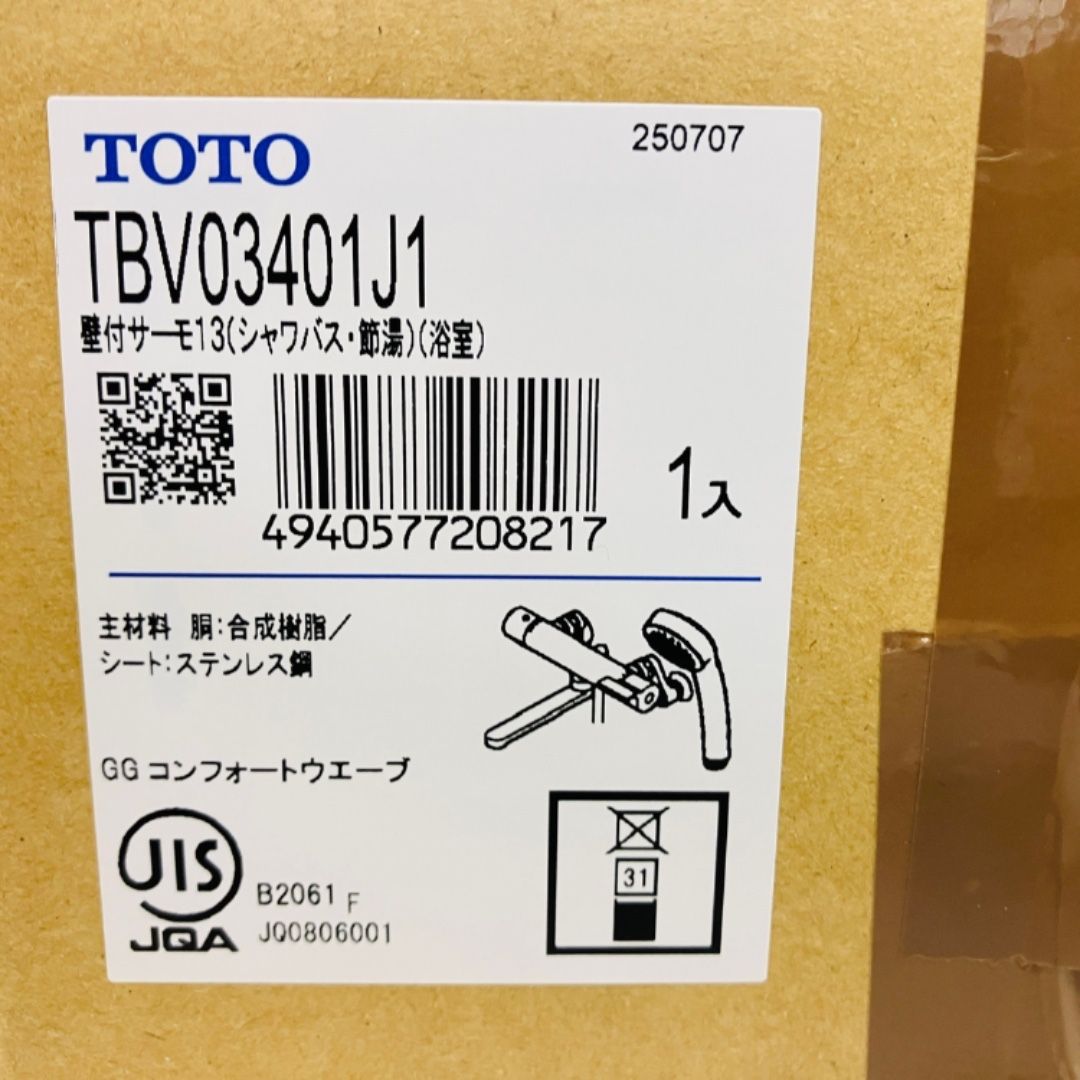 TOTO
250707
TBV03401J1
壁付サーモ13(シャワバス・節湯)(浴室)
4940577208217
1入
主材料 胴:合成樹脂/
シート:ステンレス鋼
GG コンフォートウエーブ
JIS
JQA
B2061 F
JQ0806001
31